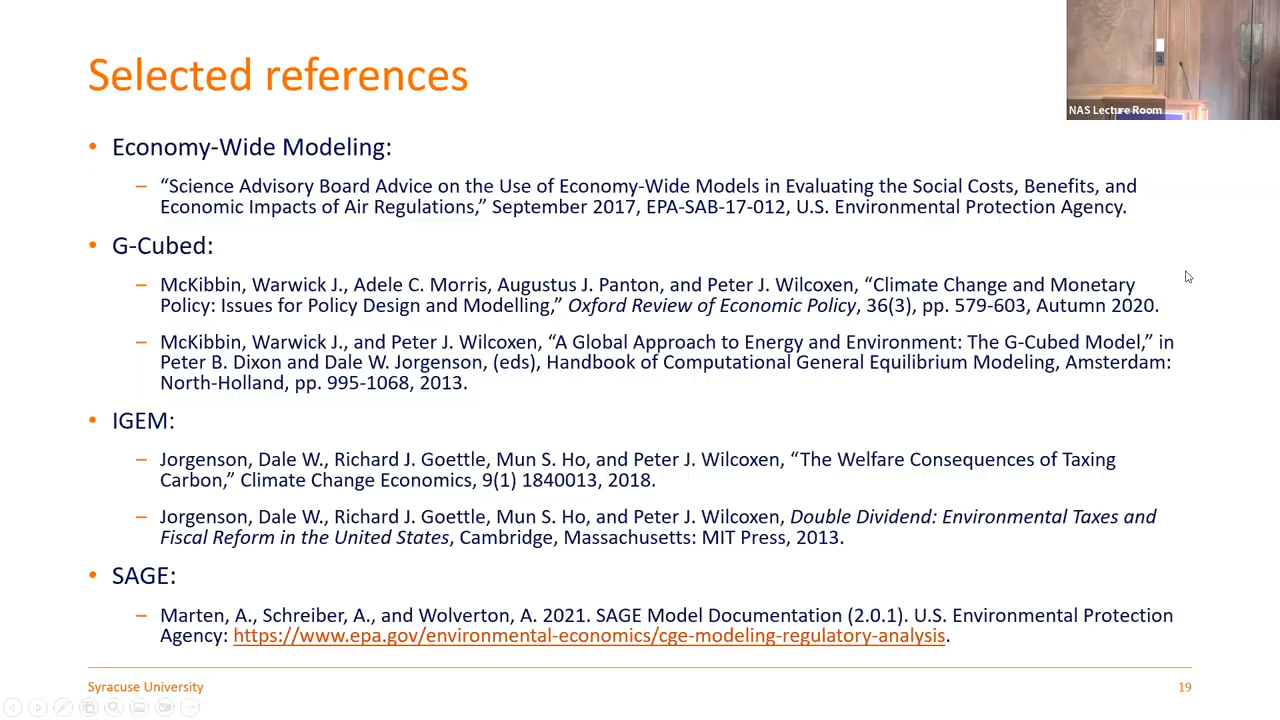 Selected references
NAS Lecture Room
• Economy-Wide Modeling:
– “Science Advisory Board Advice on the Use of Economy-Wide Models in Evaluating the Social Costs, Benefits, and
Economic Impacts of Air Regulations,” September 2017, EPA-SAB-17-012, U.S. Environmental Protection Agency.
• G-Cubed:
– McKibbin, Warwick J., Adele C. Morris, Augustus J. Panton, and Peter J. Wilcoxen, “Climate Change and Monetary
Policy: Issues for Policy Design and Modelling,” Oxford Review of Economic Policy, 36(3), pp. 579-603, Autumn 2020.
– McKibbin, Warwick J., and Peter J. Wilcoxen, “A Global Approach to Energy and Environment: The G-Cubed Model,” in
Peter B. Dixon and Dale W. Jorgenson, (eds), Handbook of Computational General Equilibrium Modeling, Amsterdam:
North-Holland, pp. 995-1068, 2013.
• IGEM:
– Jorgenson, Dale W., Richard J. Goettle, Mun S. Ho, and Peter J. Wilcoxen, “The Welfare Consequences of Taxing
Carbon,” Climate Change Economics, 9(1) 1840013, 2018.
– Jorgenson, Dale W., Richard J. Goettle, Mun S. Ho, and Peter J. Wilcoxen, Double Dividend: Environmental Taxes and
Fiscal Reform in the United States, Cambridge, Massachusetts: MIT Press, 2013.
• SAGE:
– Marten, A., Schreiber, A., and Wolverton, A. 2021. SAGE Model Documentation (2.0.1). U.S. Environmental Protection
Agency: https://www.epa.gov/environmental-economics/cge-modeling-regulatory-analysis.
Syracuse University
19